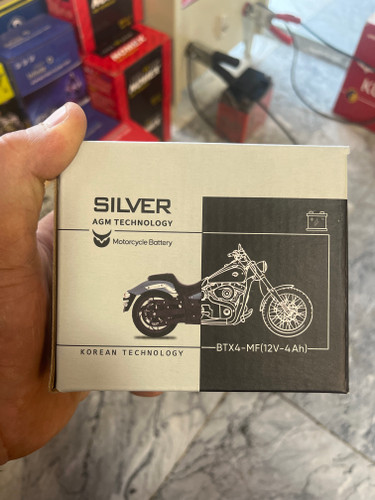 SILVER
AGM TECHNOLOGY
Motorcycle Battery
KOREAN TECHNOLOGY
BTX4-MF(12V-4Ah)